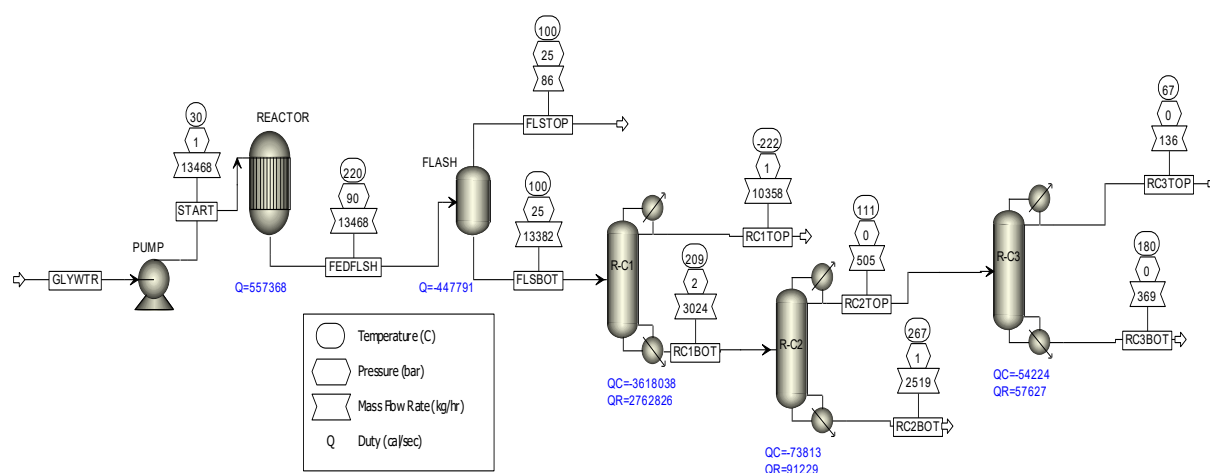 GLYWTR
PUMP
30
1
13468
START
REACTOR
Q=557368
220
90
13468
FEDFLSH
FLASH
Q=-447791
100
25
86
FLSTOP
100
25
13382
FLSBOT
R-C1
QC=-3618038
QR=2762826
-222
1
10358
RC1TOP
209
2
3024
RC1BOT
R-C2
QC=-73813
QR=91229
111
0
505
RC2TOP
267
1
2519
RC2BOT
R-C3
QC=-54224
QR=57627
67
0
136
RC3TOP
180
0
369
RC3BOT
Temperature (C)
Pressure (bar)
Mass Flow Rate (kg/hr)
Q Duty (cal/sec)